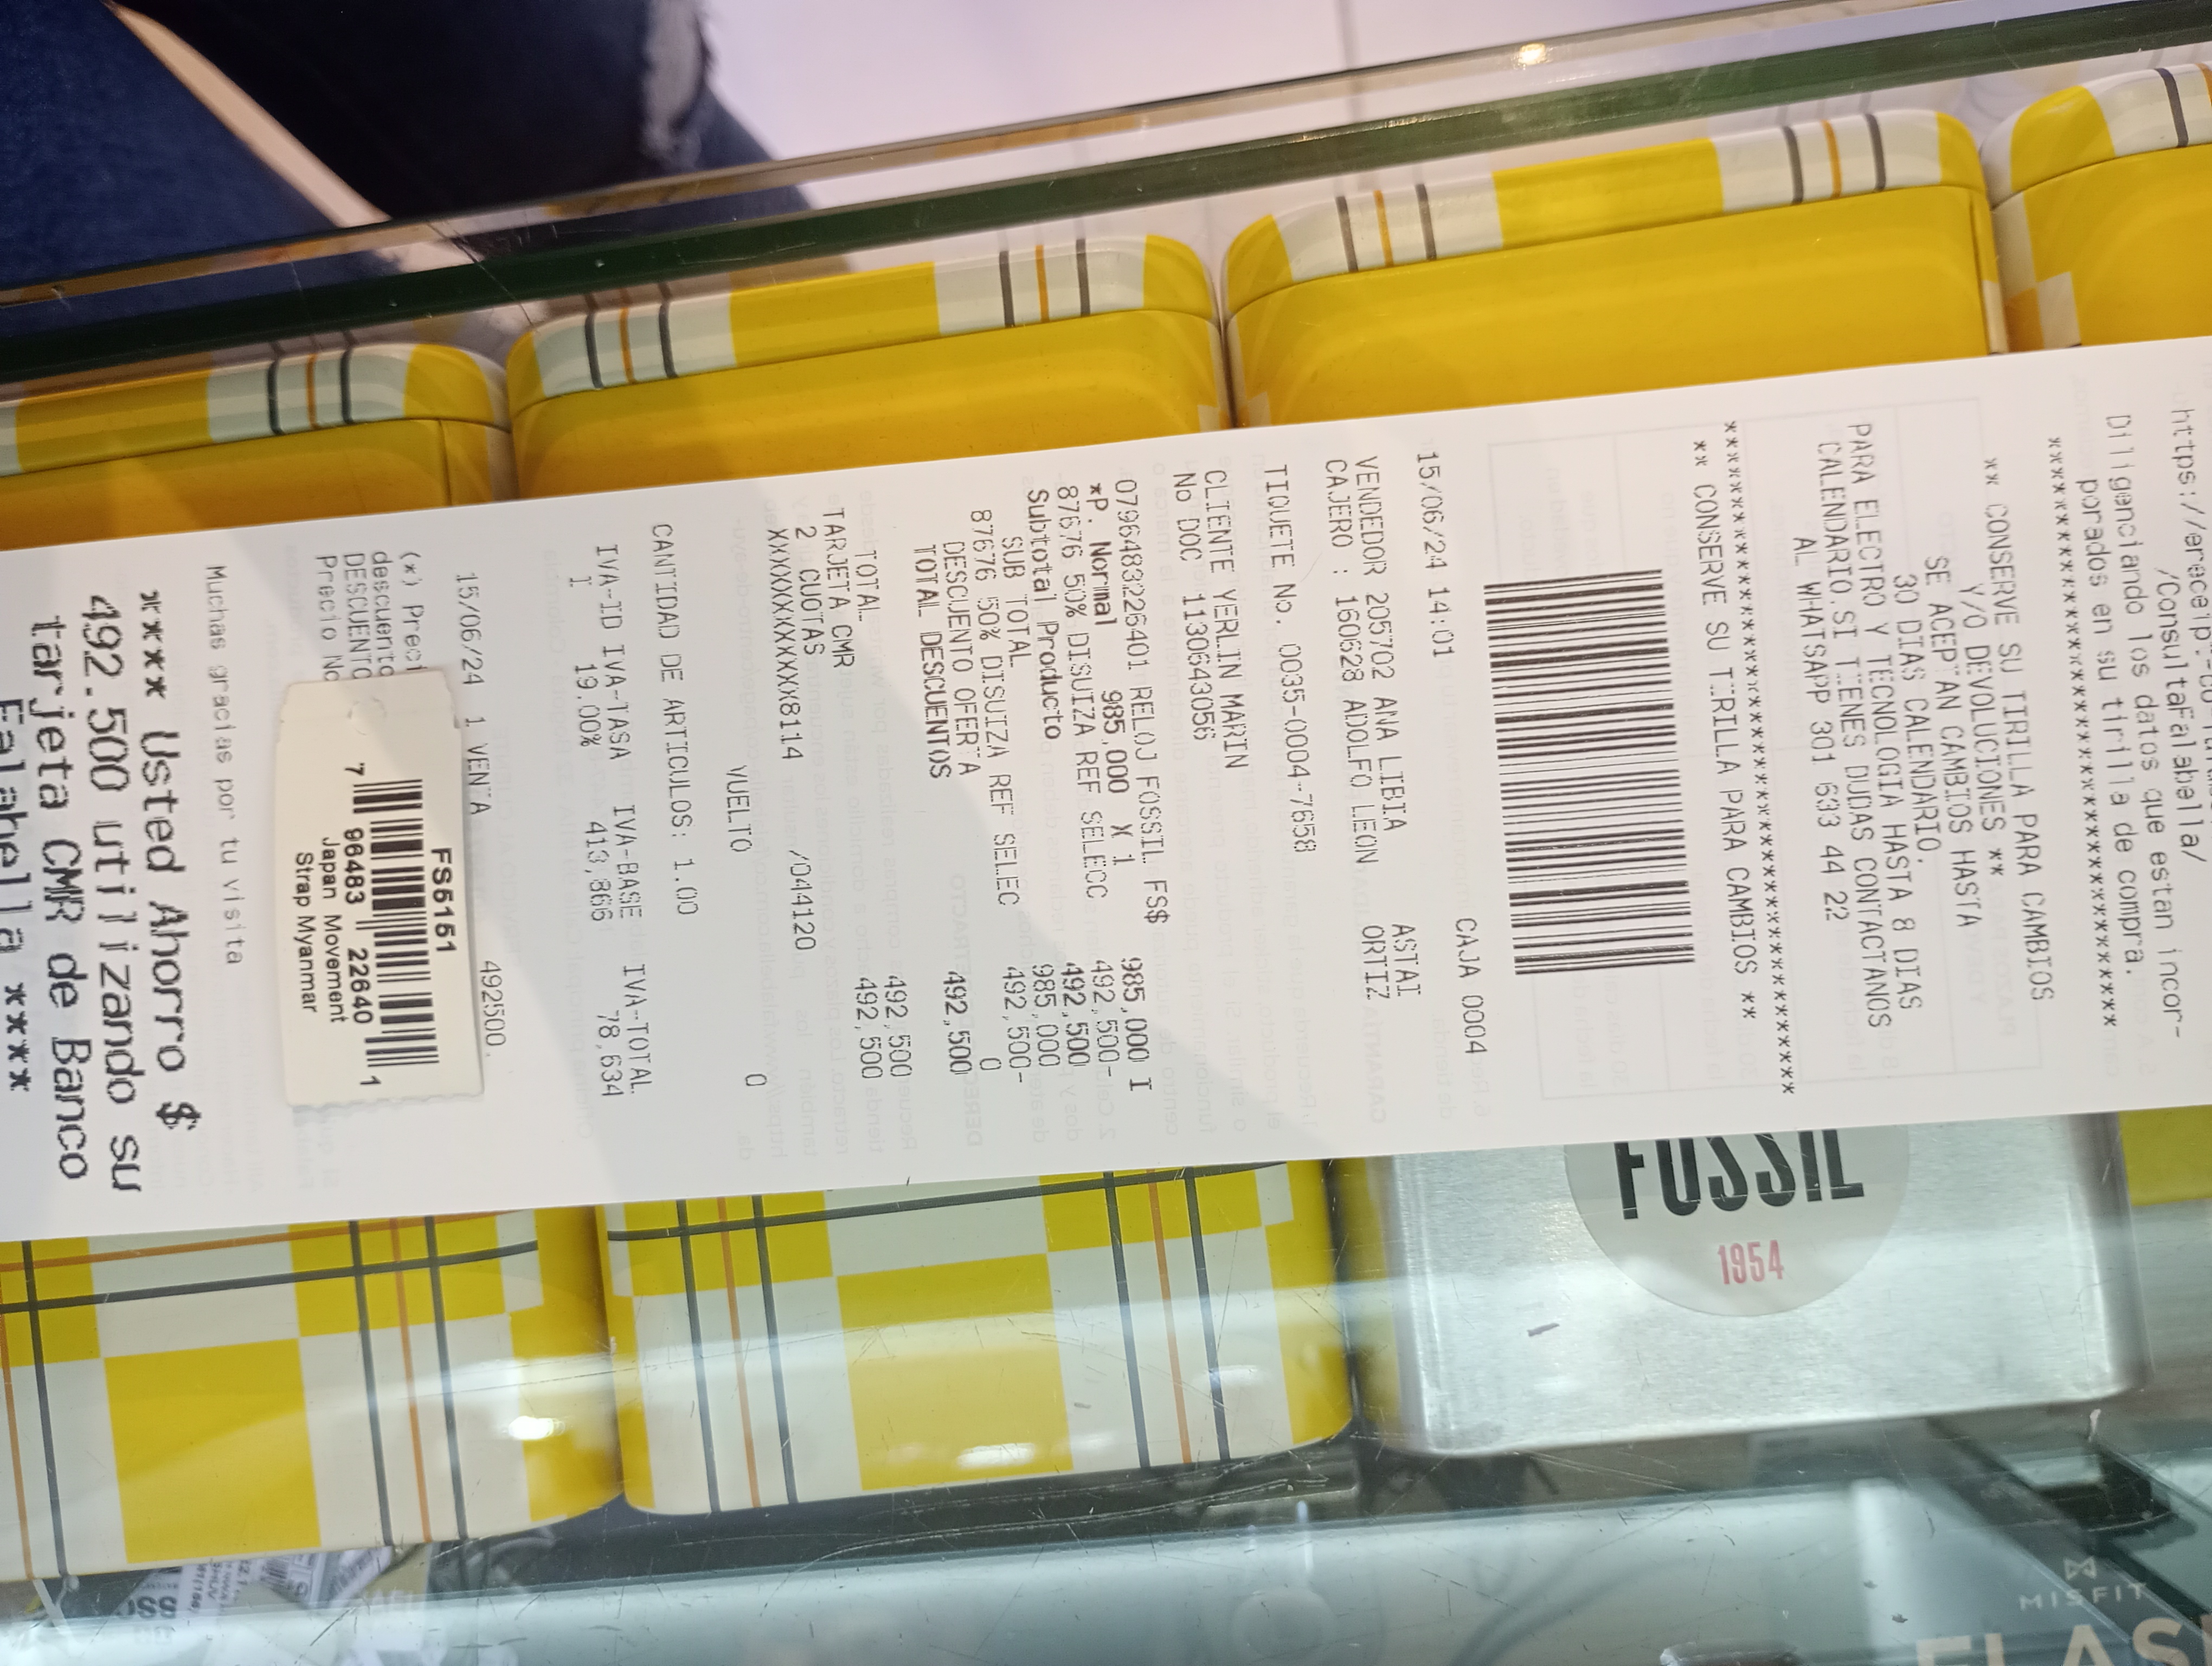 /ConsultaFalabella/
Diligenciando los datos que estan incor-
porados en su tirilla de compra.
** CONSERVE SU TIRILLA PARA CAMBIOS
Y/O DEVOLUCIONES **
SE ACEPTAN CAMBIOS HASTA
30 DIAS CALENDARIO.
PARA ELECTRO Y TECNOLOGIA HASTA 8 DIAS
CALENDARIO.SI TIENES DUDAS CONTACTANOS
AL WHATSAPP 301 633 44 22
****************************************
** CONSERVE SU TIRILLA PARA CAMBIOS **
15/06/24 14:01 CAJA 0004
VENDEDOR 205702 ANA LIBIA ASTAI
CAJERO : 160628 ADOLFO LEON ORTIZ
TIQUETE No. 0035-0004-7658
CLIENTE YERLIN MARIN
No DOC 1130643056
0796483226401 RELOJ FOSSIL FS$ 985,000 I
*P. Normal 985,000 X 1
87676 50% DISUIZA REF SELECC 492,500-
Subtotal Producto 492,500
SUB TOTAL 985,000
87676 50% DISUIZA REF SELEC 492,500-
DESCUENTO OFERTA 0
TOTAL DESCUENTOS 492,500
TOTAL 492,500
TARJETA CMR 492,500
2 CUOTAS
XXXXXXXXXXXX8114 /044120
VUELTO 0
CANTIDAD DE ARTICULOS: 1.00
IVA-ID IVA-TASA IVA-BASE IVA-TOTAL
I 19.00% 413,866 78,634
15/06/24 1 VENTA 492500.
(*) Preci
descuento
DESCUENTO
Precio No
FS5151
7 96483 22640 1
Japan Movement
Strap Myanmar
Muchas gracias por tu visita
**** Usted Ahorro $
492.500 utilizando su
tarjeta CMR de Banco
Falabella ****
FOSSIL
1954
MISFIT